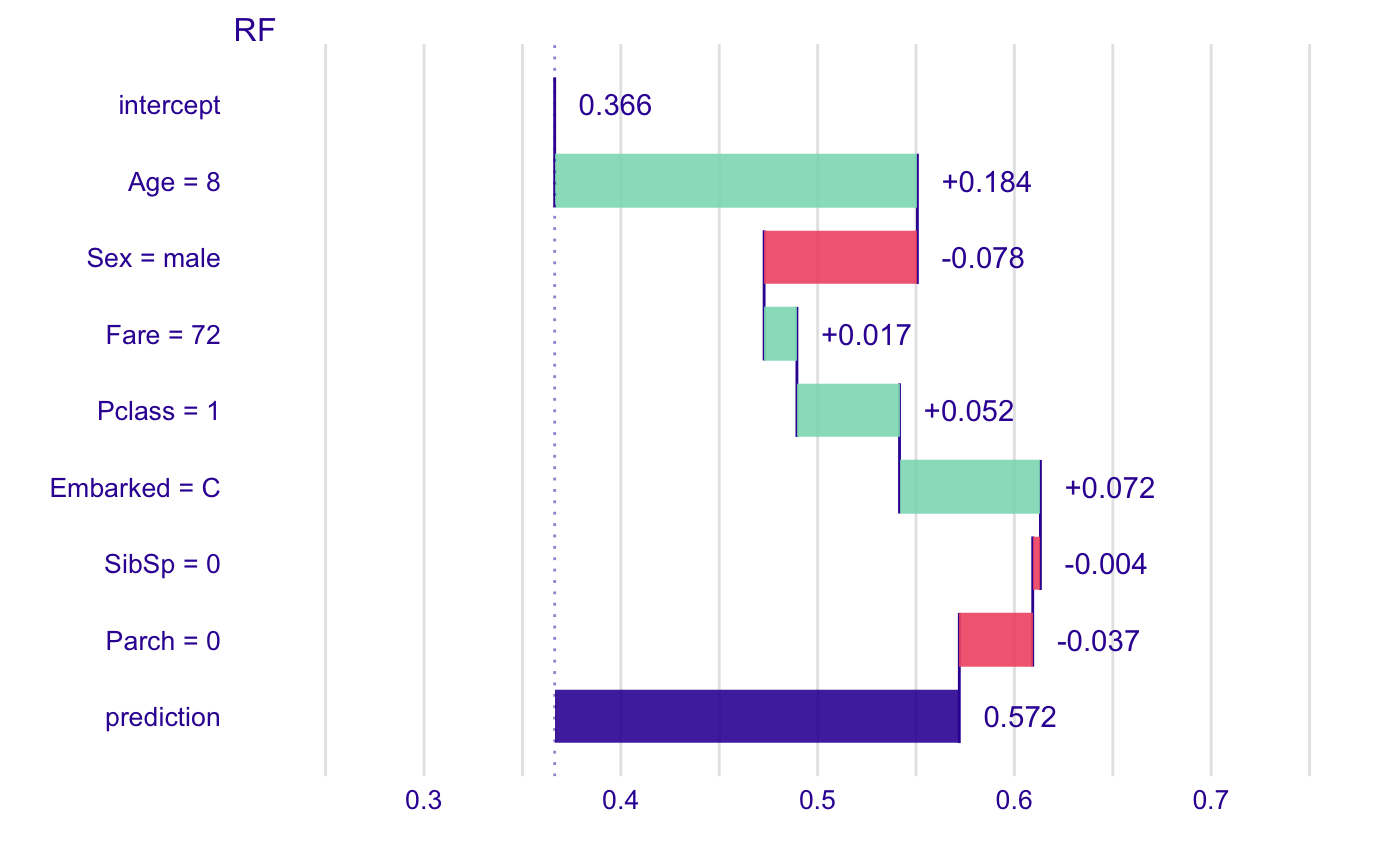 RF
intercept 0.366
Age = 8 +0.184
Sex = male -0.078
Fare = 72 +0.017
Pclass = 1 +0.052
Embarked = C +0.072
SibSp = 0 -0.004
Parch = 0 -0.037
prediction 0.572
0.3 0.4 0.5 0.6 0.7